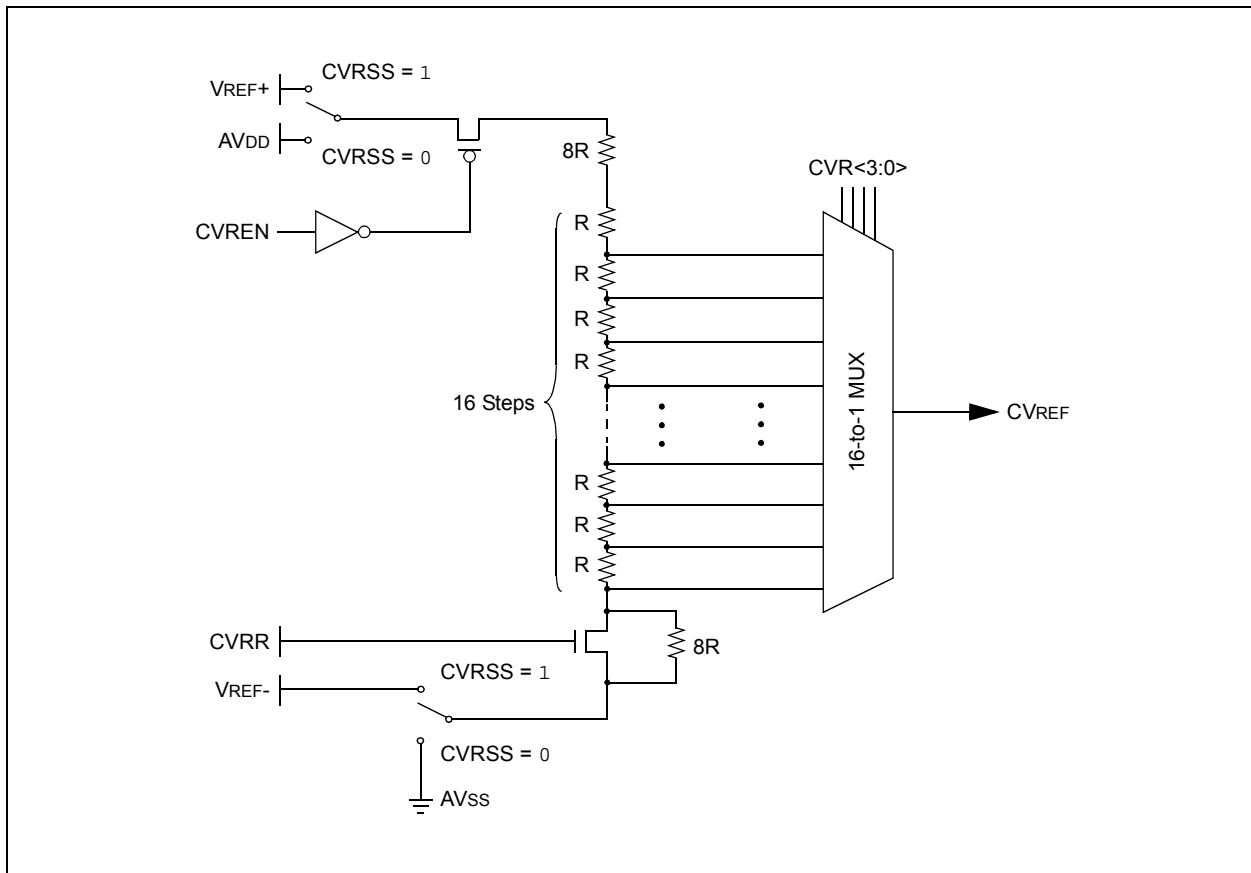 CVRSS = 1
VREF+
AVDD
CVRSS = 0
8R
CVR<3:0>
CVREN
R
R
R
R
16 Steps
16-to-1 MUX
CVREF
R
R
R
CVRR
8R
CVRSS = 1
VREF-
CVRSS = 0
AVSS